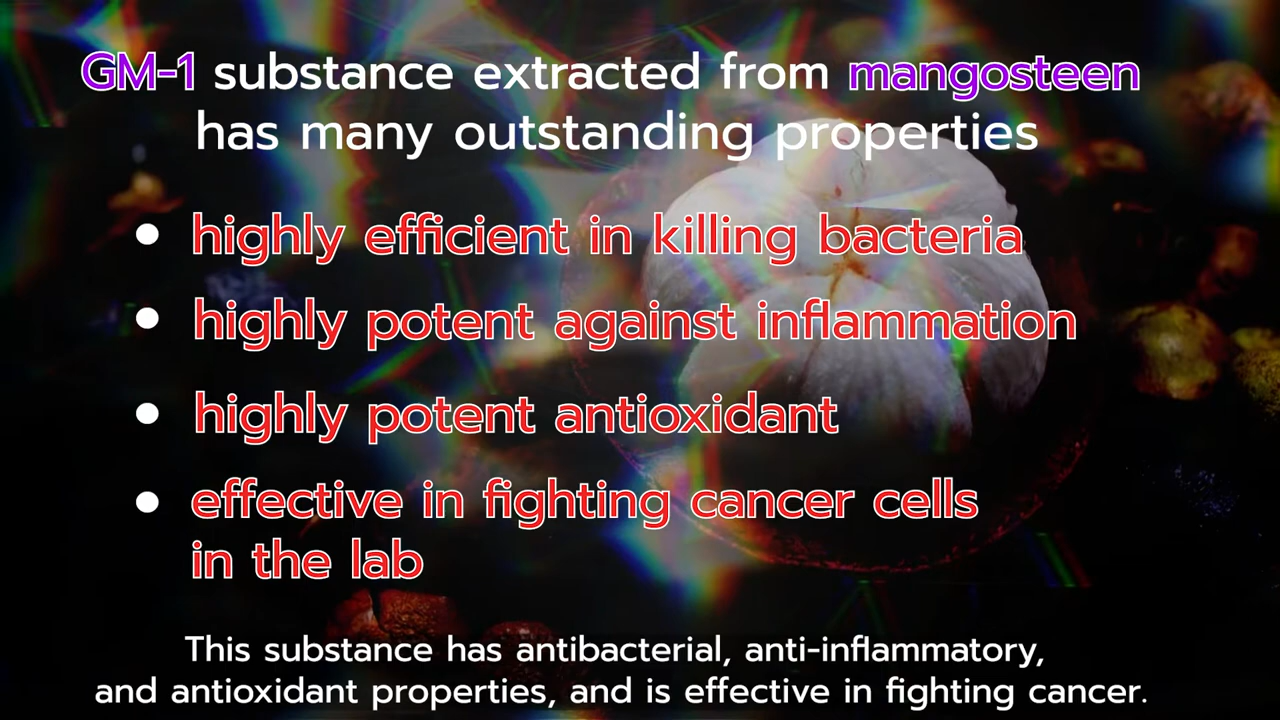 GM-1 substance extracted from mangosteen
has many outstanding properties
• highly efficient in killing bacteria
• highly potent against inflammation
• highly potent antioxidant
• effective in fighting cancer cells
in the lab
This substance has antibacterial, anti-inflammatory,
and antioxidant properties, and is effective in fighting cancer.